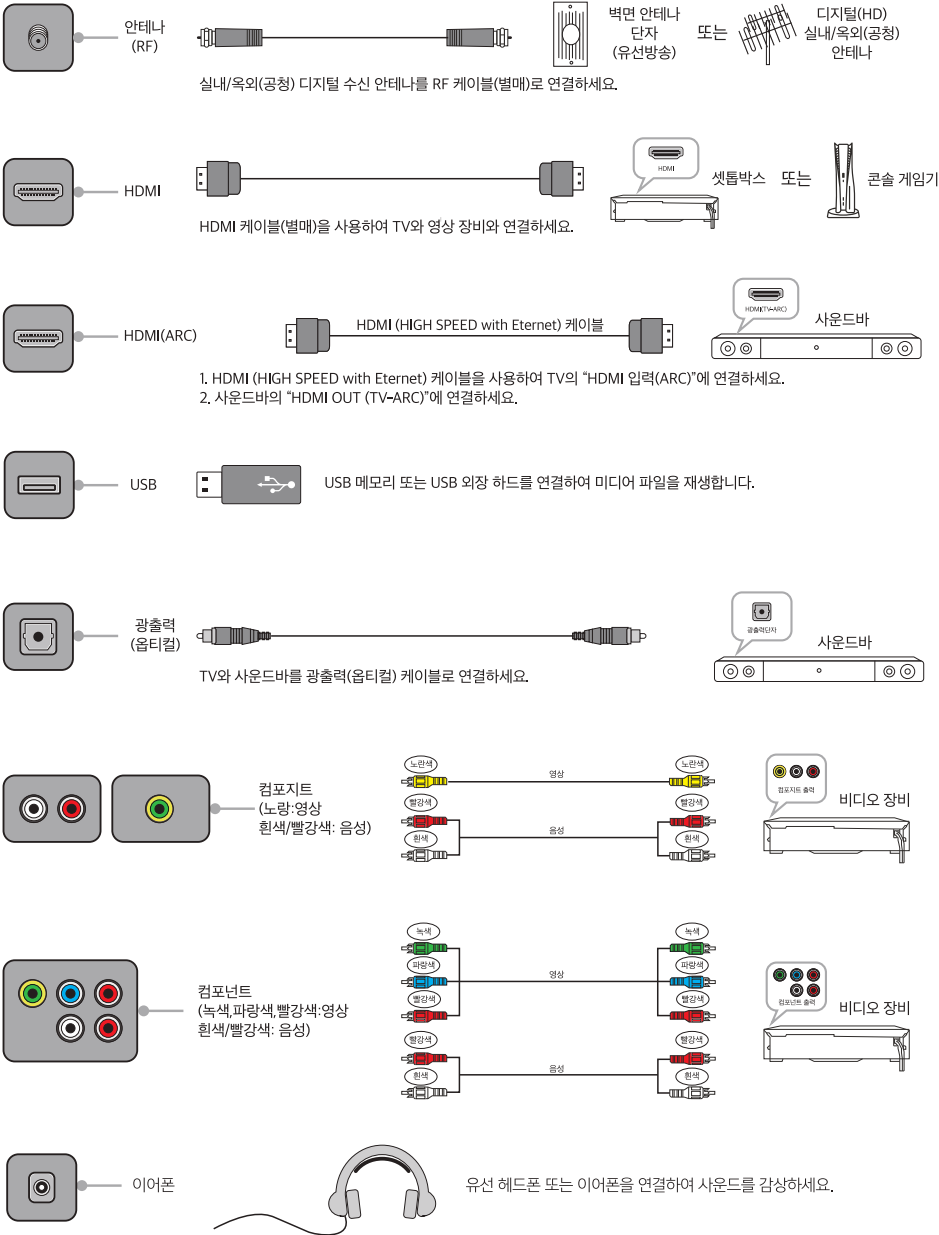 안테나
(RF)
벽면 안테나
단자
(유선방송)
또는
디지털(HD)
실내/옥외(공청)
안테나
실내/옥외(공청) 디지털 수신 안테나를 RF 케이블(별매)로 연결하세요.
HDMI
HDMI
셋톱박스
또는
콘솔 게임기
HDMI 케이블(별매)을 사용하여 TV와 영상 장비와 연결하세요.
HDMI(ARC)
HDMI (HIGH SPEED with Eternet) 케이블
HDMI(TV-ARC)
사운드바
1. HDMI (HIGH SPEED with Eternet) 케이블을 사용하여 TV의 “HDMI 입력(ARC)”에 연결하세요.
2. 사운드바의 “HDMI OUT (TV-ARC)”에 연결하세요.
USB
USB 메모리 또는 USB 외장 하드를 연결하여 미디어 파일을 재생합니다.
광출력
(옵티컬)
광출력단자
사운드바
TV와 사운드바를 광출력(옵티컬) 케이블로 연결하세요.
컴포지트
(노랑:영상
흰색/빨강색: 음성)
노란색
영상
노란색
빨강색
빨강색
음성
흰색
흰색
컴포지트 출력
비디오 장비
컴포넌트
(녹색,파랑색,빨강색:영상
흰색/빨강색: 음성)
녹색
녹색
파랑색
영상
파랑색
빨강색
빨강색
빨강색
빨강색
음성
흰색
흰색
컴포넌트 출력
비디오 장비
이어폰
유선 헤드폰 또는 이어폰을 연결하여 사운드를 감상하세요.